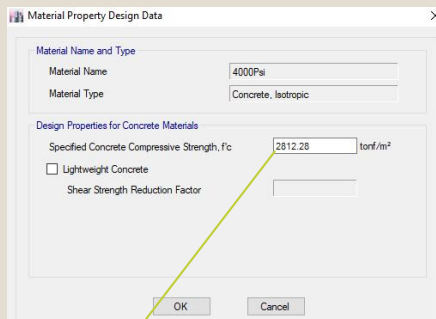 Material Property Design Data
Material Name and Type
Material Name 4000Psi
Material Type Concrete, Isotropic
Design Properties for Concrete Materials
Specified Concrete Compressive Strength, f'c 2812.28 tonf/m²
Lightweight Concrete
Shear Strength Reduction Factor
OK Cancel